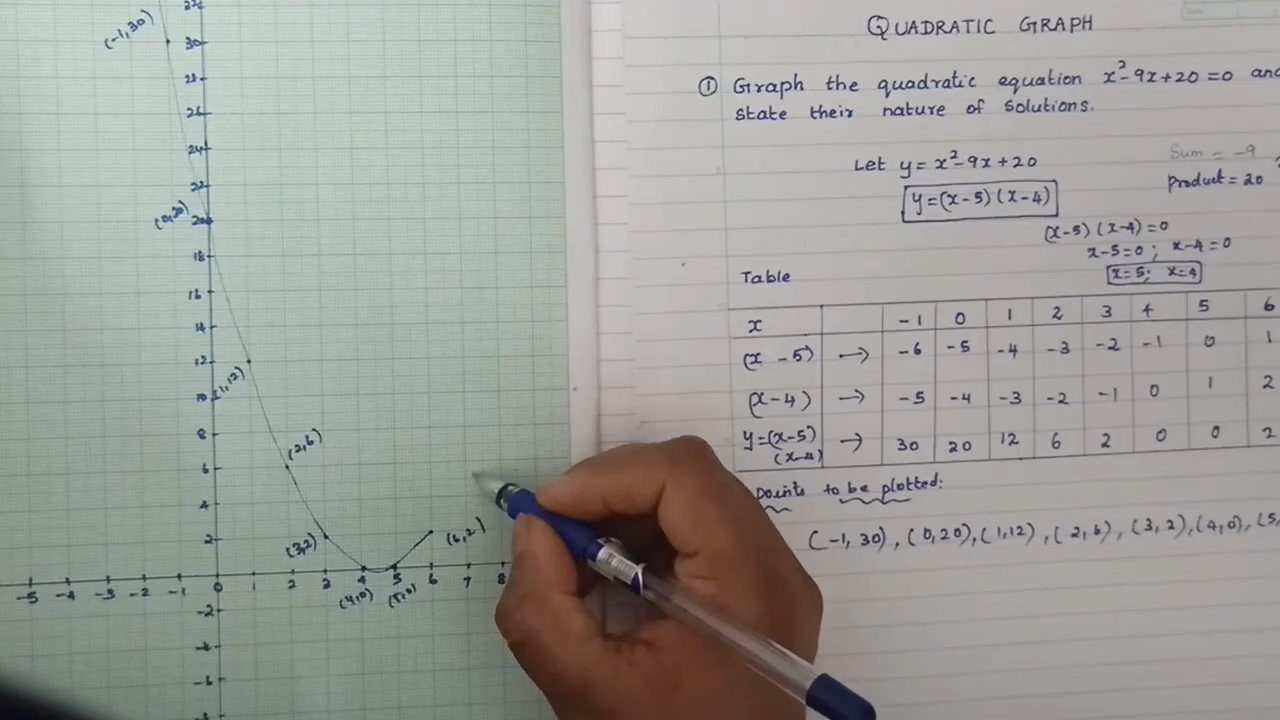 QUADRATIC GRAPH
① Graph the quadratic equation x²-9x+20=0 and
state their nature of solutions.
Let y=x²-9x+20
y=(x-5)(x-4)
Sum = -9
Product = 20
(x-5)(x-4)=0
x-5=0; x-4=0
x=5; x=4
Table
x -1 0 1 2 3 4 5 6
(x-5) → -6 -5 -4 -3 -2 -1 0 1
(x-4) → -5 -4 -3 -2 -1 0 1 2
y=(x-5)(x-4) → 30 20 12 6 2 0 0 2
points to be plotted:
(-1,30), (0,20), (1,12), (2,6), (3,2), (4,0), (5,
(-1,30)
(0,20)
(1,12)
(2,6)
(3,2)
(4,0)
(5,0)
(6,2)
32
30
28
26
24
22
20
18
16
14
12
10
8
6
4
2
-5 -4 -3 -2 -1 0 1 2 3 4 5 6 7 8
-2
-4
-6